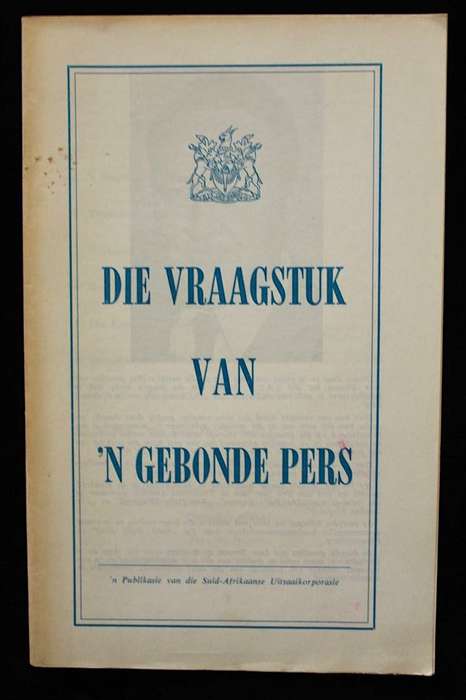 DIE VRAAGSTUK
VAN
'N GEBONDE PERS
'n Publikasie van die Suid-Afrikaanse Uitsaaikorporasie